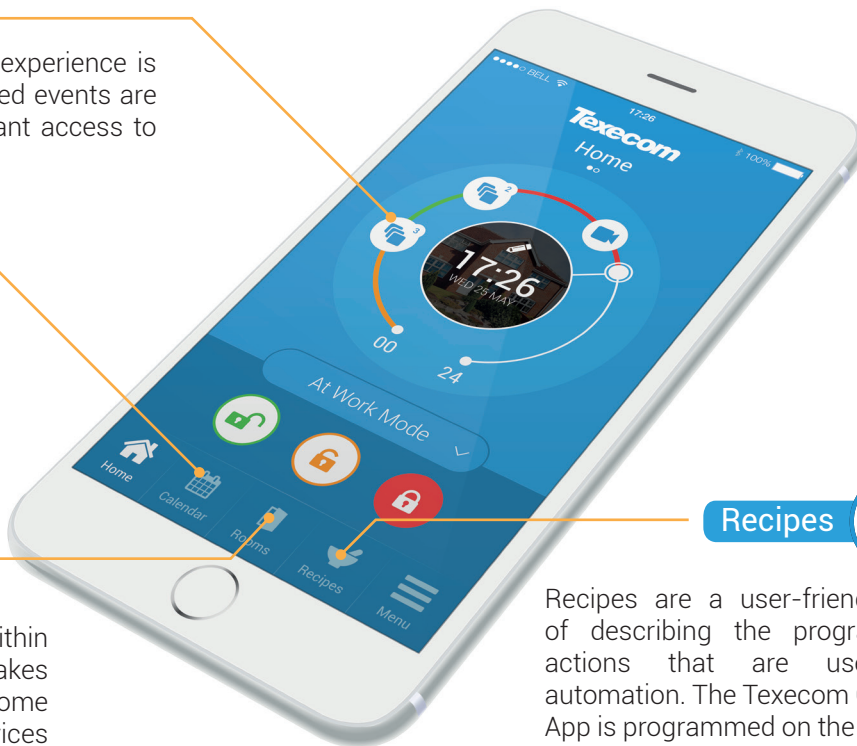 experience is
ed events are
ant access to
BELL
17:26
100%
Texecom
Home
2
3
17:26
WED 25 MAY
00
24
At Work Mode
Home
Calendar
Rooms
Recipes
Menu
Recipes
ithin
akes
ome
ices
Recipes are a user-frien
of describing the progr
actions that are us
automation. The Texecom
App is programmed on the